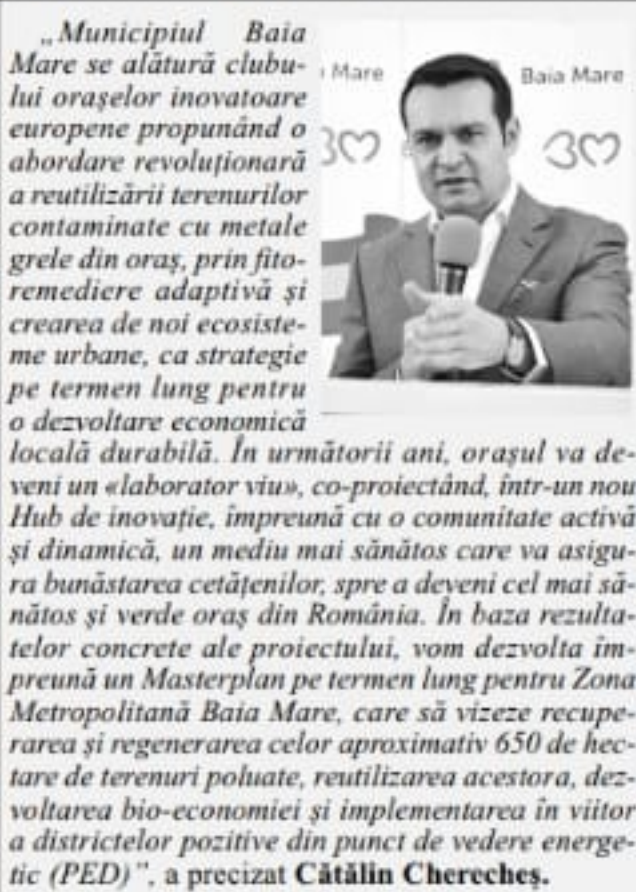 „Municipiul Baia
Mare se alătură clubu-
lui orașelor inovatoare
europene propunând o
abordare revoluționară
a reutilizării terenurilor
contaminate cu metale
grele din oraș, prin fito-
remediere adaptivă și
crearea de noi ecosiste-
me urbane, ca strategie
pe termen lung pentru
o dezvoltare economică
locală durabilă. În următorii ani, orașul va de-
veni un «laborator viu», co-proiectând, într-un nou
Hub de inovație, împreună cu o comunitate activă
și dinamică, un mediu mai sănătos care va asigu-
ra bunăstarea cetățenilor, spre a deveni cel mai să-
nătos și verde oraș din România. În baza rezulta-
telor concrete ale proiectului, vom dezvolta îm-
preună un Masterplan pe termen lung pentru Zona
Metropolitană Baia Mare, care să vizeze recupe-
rarea și regenerarea celor aproximativ 650 de hec-
tare de terenuri poluate, reutilizarea acestora, dez-
voltarea bio-economiei și implementarea în viitor
a districtelor pozitive din punct de vedere energe-
tic (PED)”, a precizat Cătălin Cherecheș.
Mare
Baia Mare